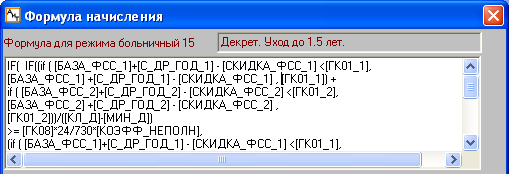 Формула начисления
Формула для режима больничный 15 Декрет. Уход до 1.5 лет.
IF( IF((if ( [БАЗА_ФСС_1]+[С_ДР_ГОД_1] - [СКИДКА_ФСС_1] <[ГК01_1],
[БАЗА_ФСС_1] +[С_ДР_ГОД_1] - [СКИДКА_ФСС_1] ,[ГК01_1]) +
if ( [БАЗА_ФСС_2]+[С_ДР_ГОД_2] - [СКИДКА_ФСС_2] <[ГК01_2],
[БАЗА_ФСС_2] +[С_ДР_ГОД_2] - [СКИДКА_ФСС_2] ,
[ГК01_2]))/([КЛ_Д]-[МИН_Д])
>= [ГК08]*24/730*[КОЭФФ_НЕПОЛН],
(if ( [БАЗА_ФСС_1]+[С_ДР_ГОД_1] - [СКИДКА_ФСС_1] <[ГК01_1],